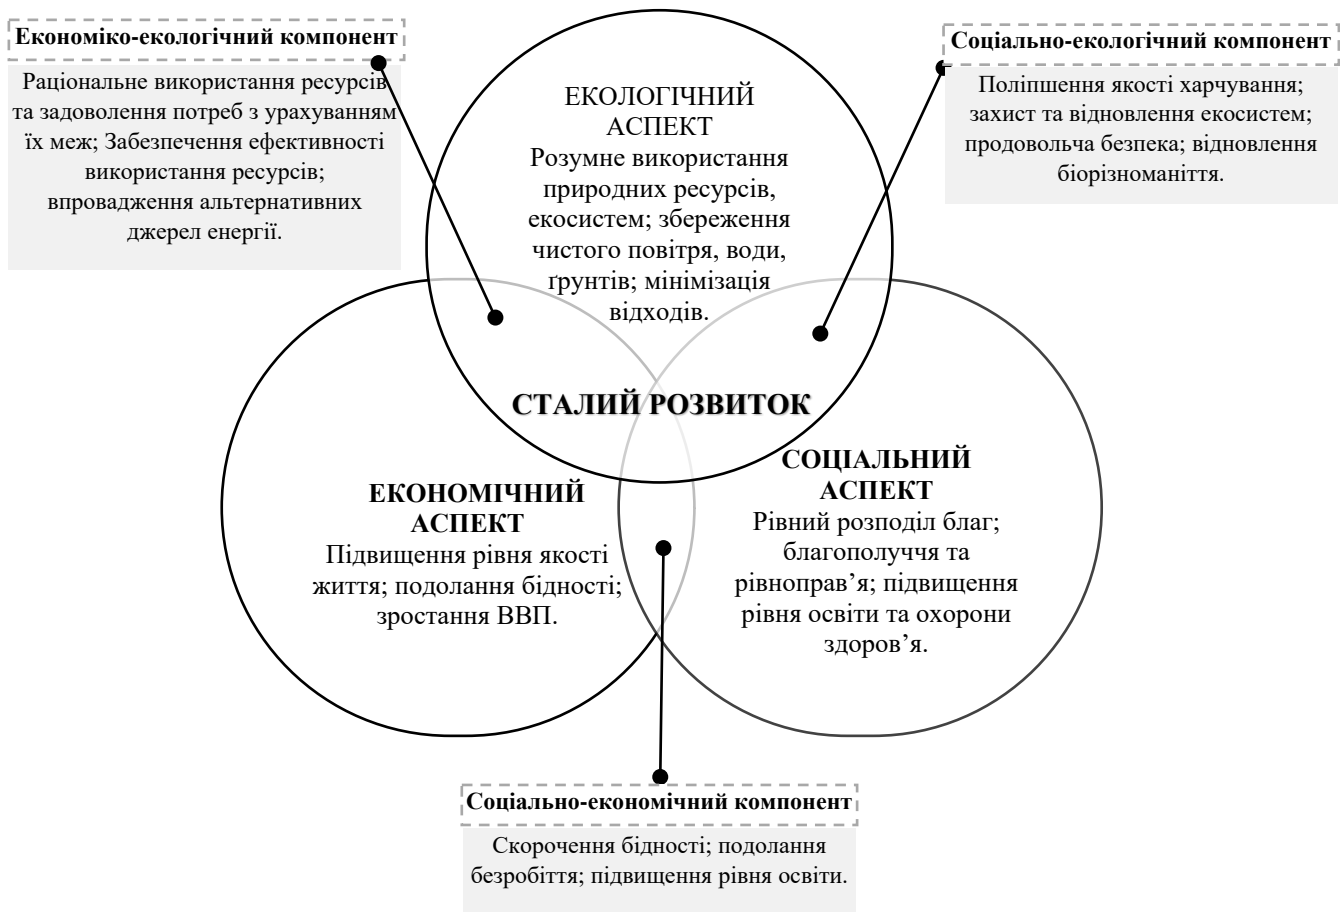 Економіко-екологічний компонент
Раціональне використання ресурсів
та задоволення потреб з урахуванням
їх меж; Забезпечення ефективності
використання ресурсів;
впровадження альтернативних
джерел енергії.
Соціально-екологічний компонент
Поліпшення якості харчування;
захист та відновлення екосистем;
продовольча безпека; відновлення
біорізноманіття.
ЕКОЛОГІЧНИЙ
АСПЕКТ
Розумне використання
природних ресурсів,
екосистем; збереження
чистого повітря, води,
ґрунтів; мінімізація
відходів.
СТАЛИЙ РОЗВИТОК
ЕКОНОМІЧНИЙ
АСПЕКТ
Підвищення рівня якості
життя; подолання бідності;
зростання ВВП.
СОЦІАЛЬНИЙ
АСПЕКТ
Рівний розподіл благ;
благополуччя та
рівноправ’я; підвищення
рівня освіти та охорони
здоров’я.
Соціально-економічний компонент
Скорочення бідності; подолання
безробіття; підвищення рівня освіти.